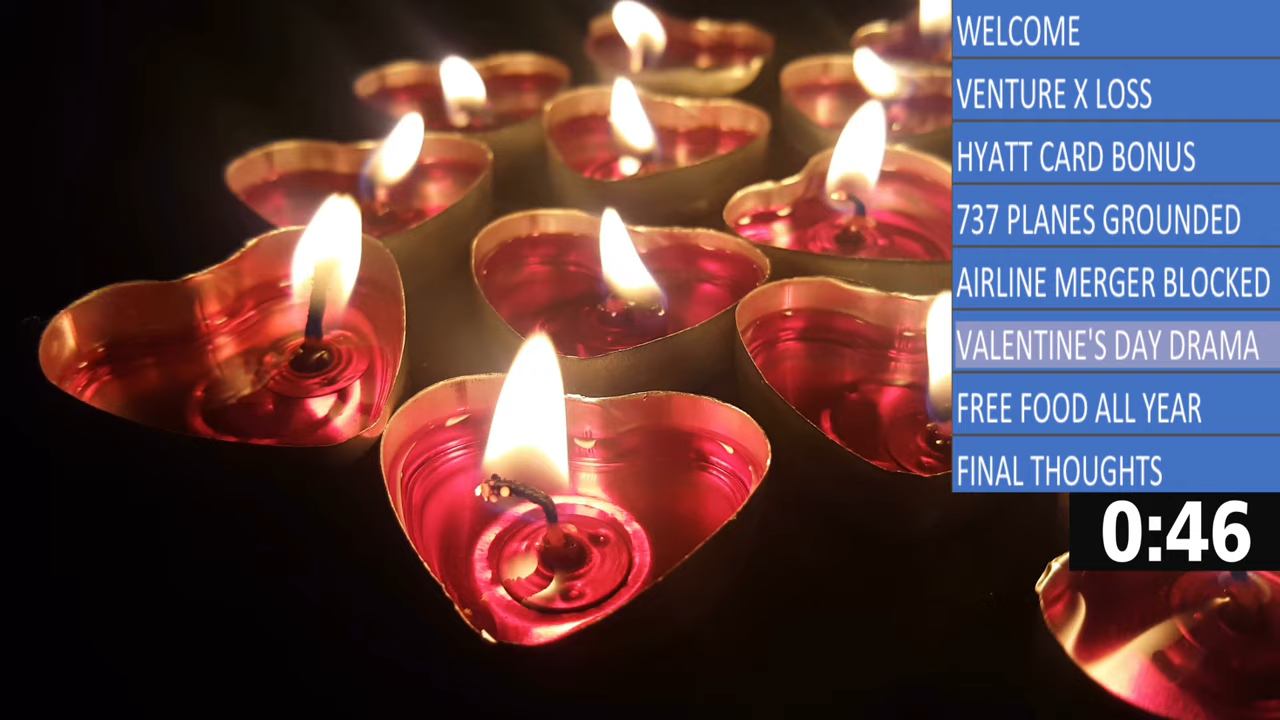 WELCOME
VENTURE X LOSS
HYATT CARD BONUS
737 PLANES GROUNDED
AIRLINE MERGER BLOCKED
VALENTINE'S DAY DRAMA
FREE FOOD ALL YEAR
FINAL THOUGHTS
0:46